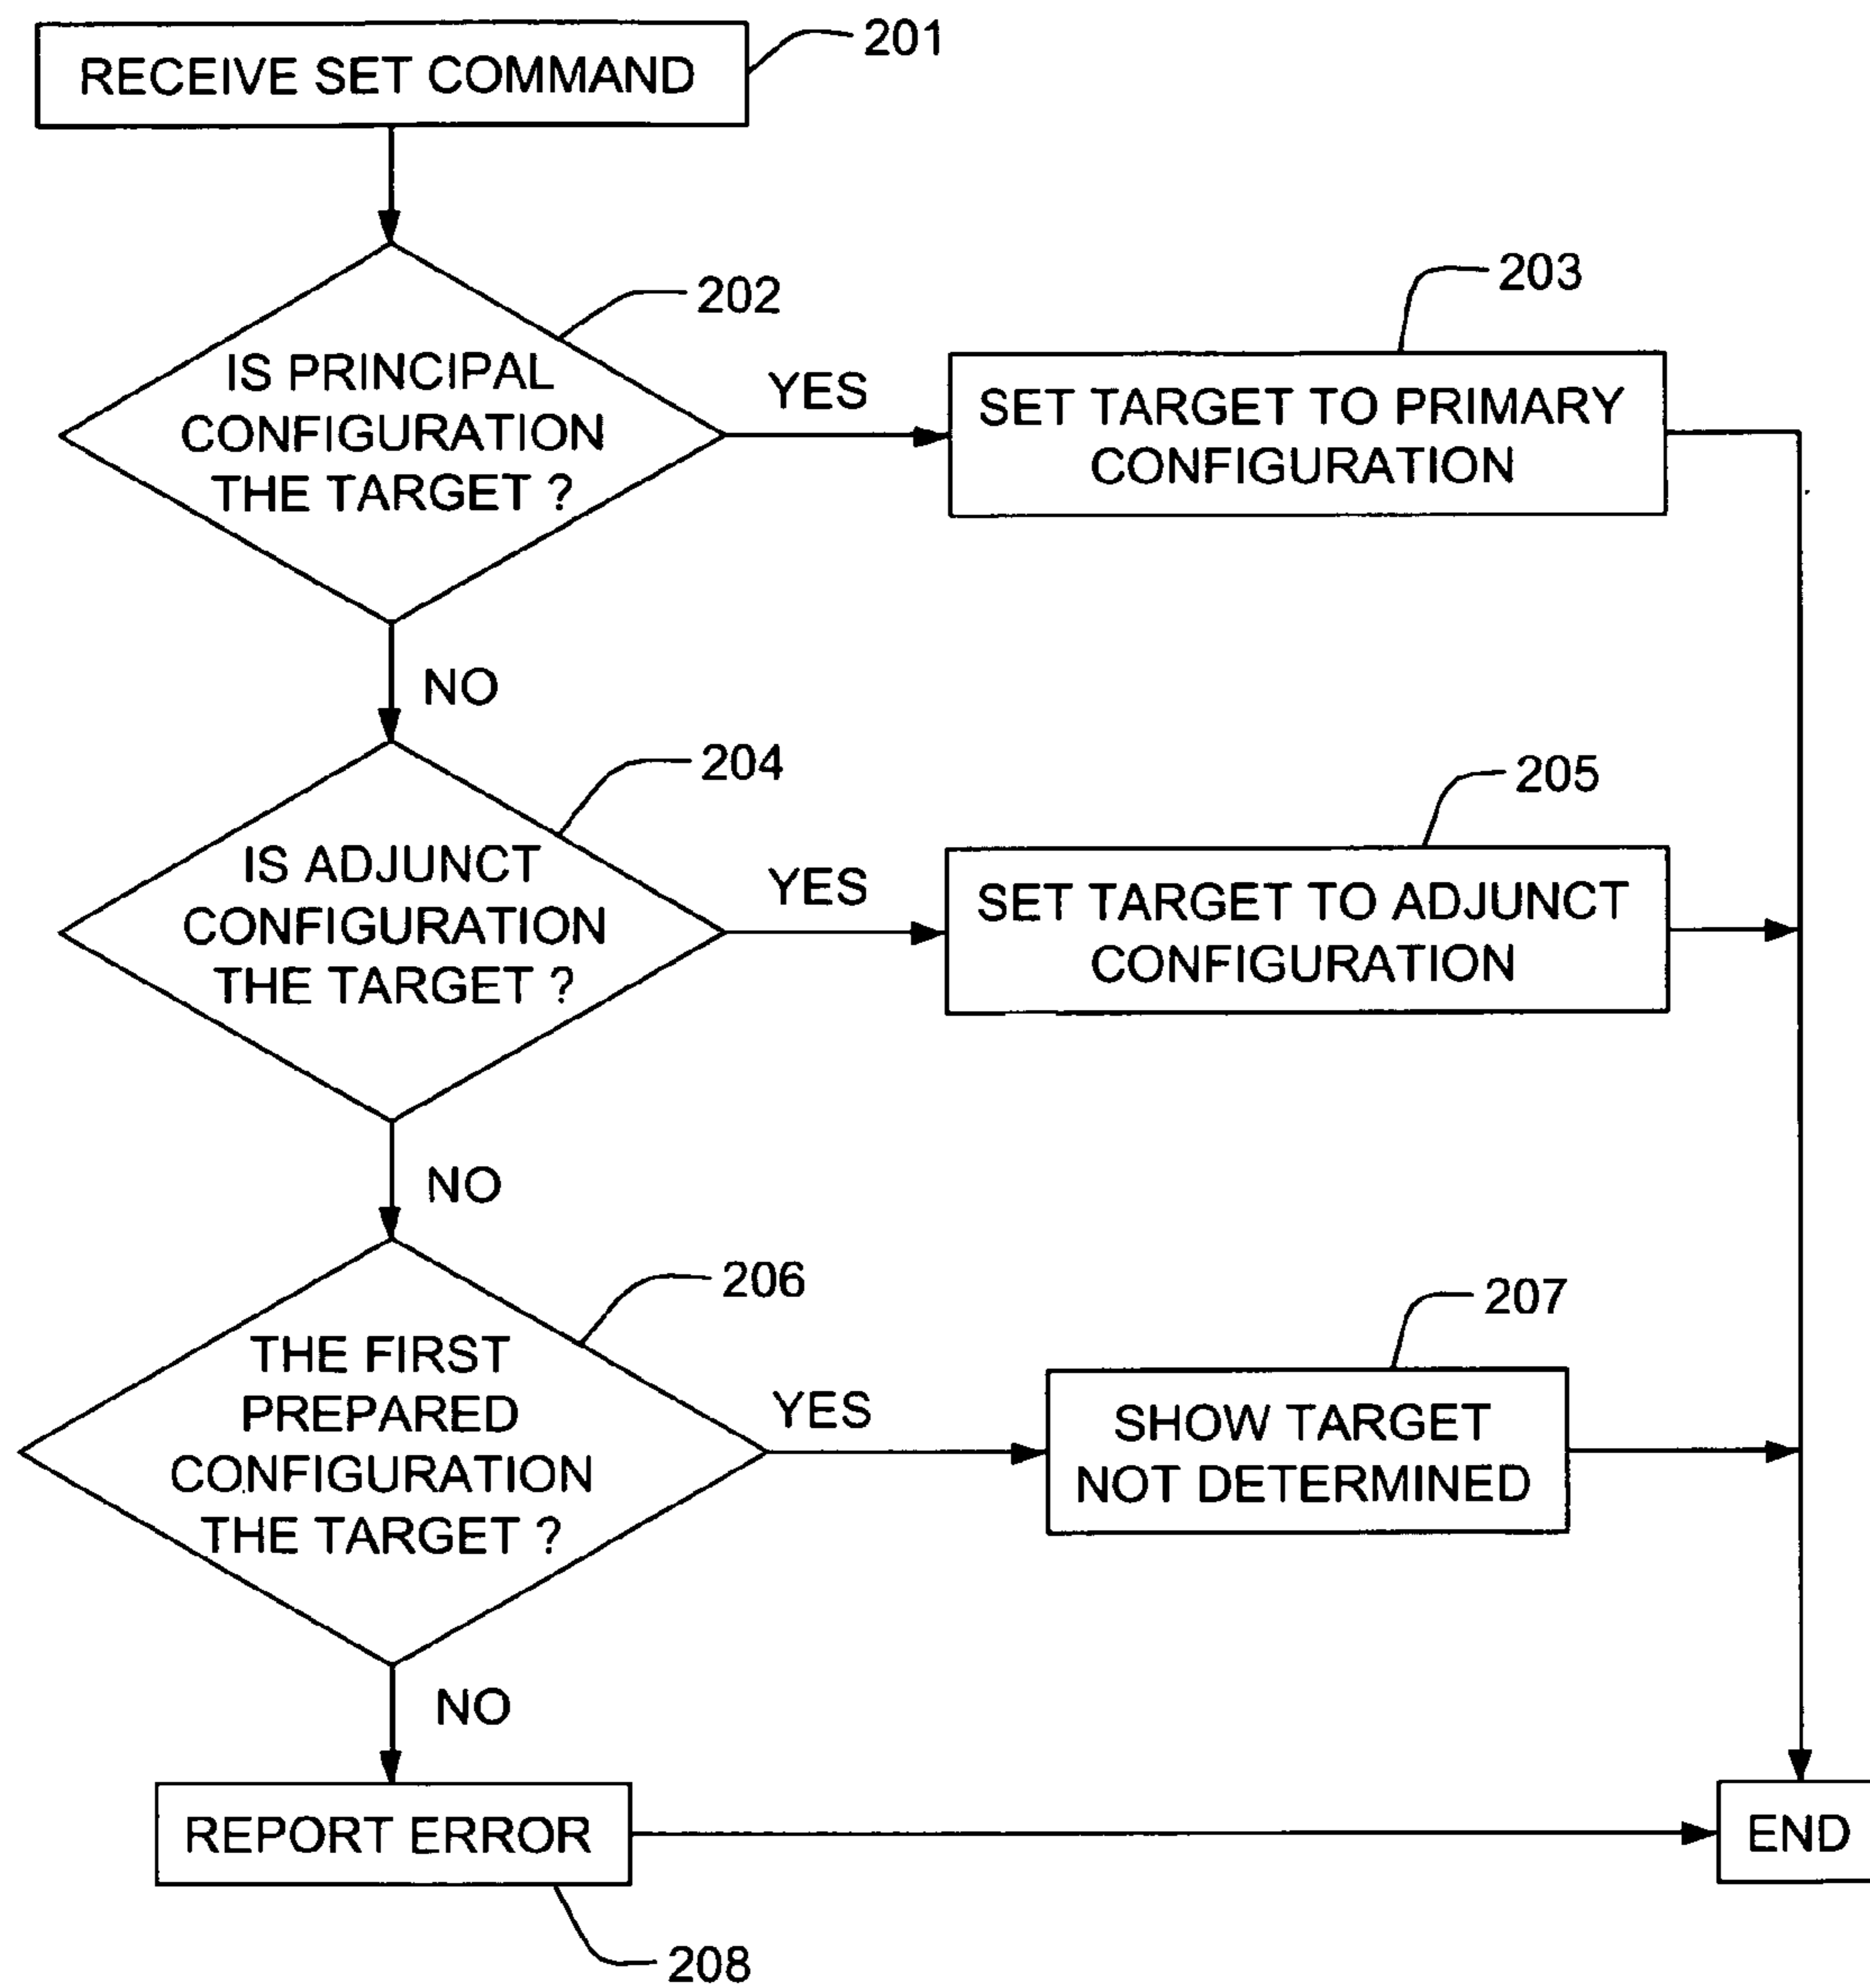 RECEIVE SET COMMAND
201
202
IS PRINCIPAL
CONFIGURATION
THE TARGET ?
YES
203
SET TARGET TO PRIMARY
CONFIGURATION
NO
204
IS ADJUNCT
CONFIGURATION
THE TARGET ?
YES
205
SET TARGET TO ADJUNCT
CONFIGURATION
NO
206
THE FIRST
PREPARED
CONFIGURATION
THE TARGET ?
YES
207
SHOW TARGET
NOT DETERMINED
NO
REPORT ERROR
208
END